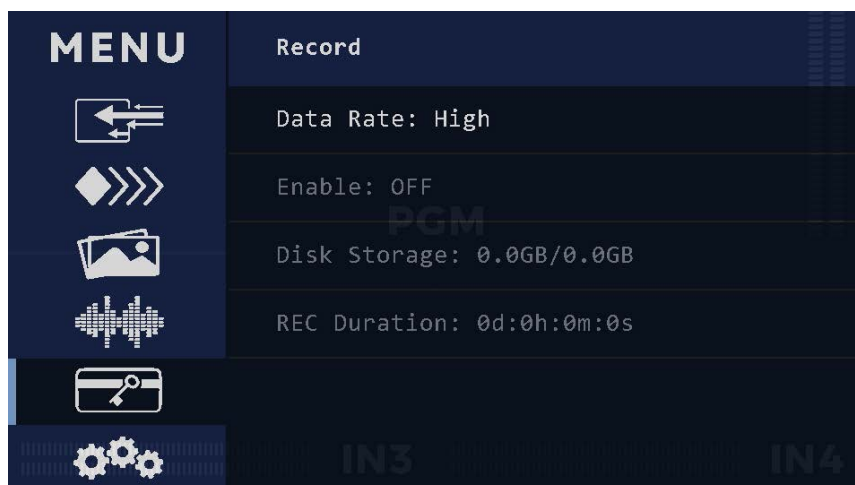 MENU
Record
Data Rate: High
Enable: OFF
PGM
Disk Storage: 0.0GB/0.0GB
REC Duration: 0d:0h:0m:0s
IN3
IN4